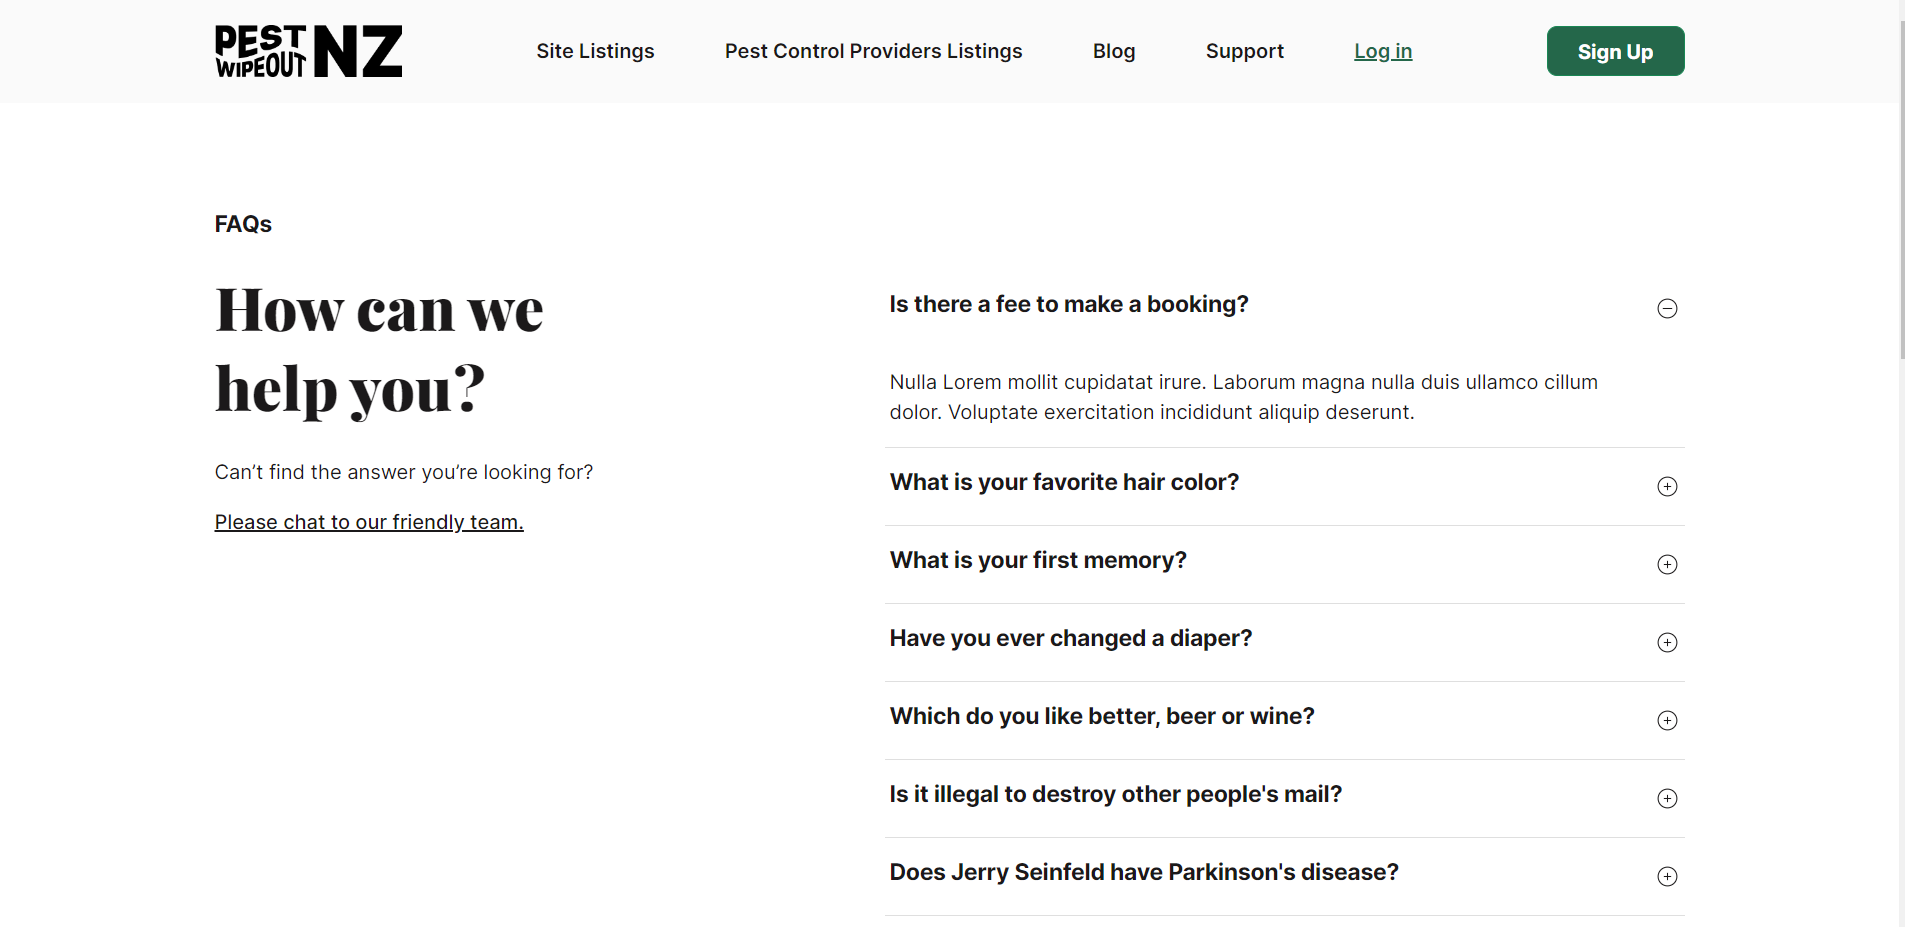 PEST WIPEOUT NZ
Site Listings
Pest Control Providers Listings
Blog
Support
Log in
Sign Up
FAQs
How can we
help you?
Can’t find the answer you’re looking for?
Please chat to our friendly team.
Is there a fee to make a booking?
Nulla Lorem mollit cupidatat irure. Laborum magna nulla duis ullamco cillum
dolor. Voluptate exercitation incididunt aliquip deserunt.
What is your favorite hair color?
What is your first memory?
Have you ever changed a diaper?
Which do you like better, beer or wine?
Is it illegal to destroy other people's mail?
Does Jerry Seinfeld have Parkinson's disease?